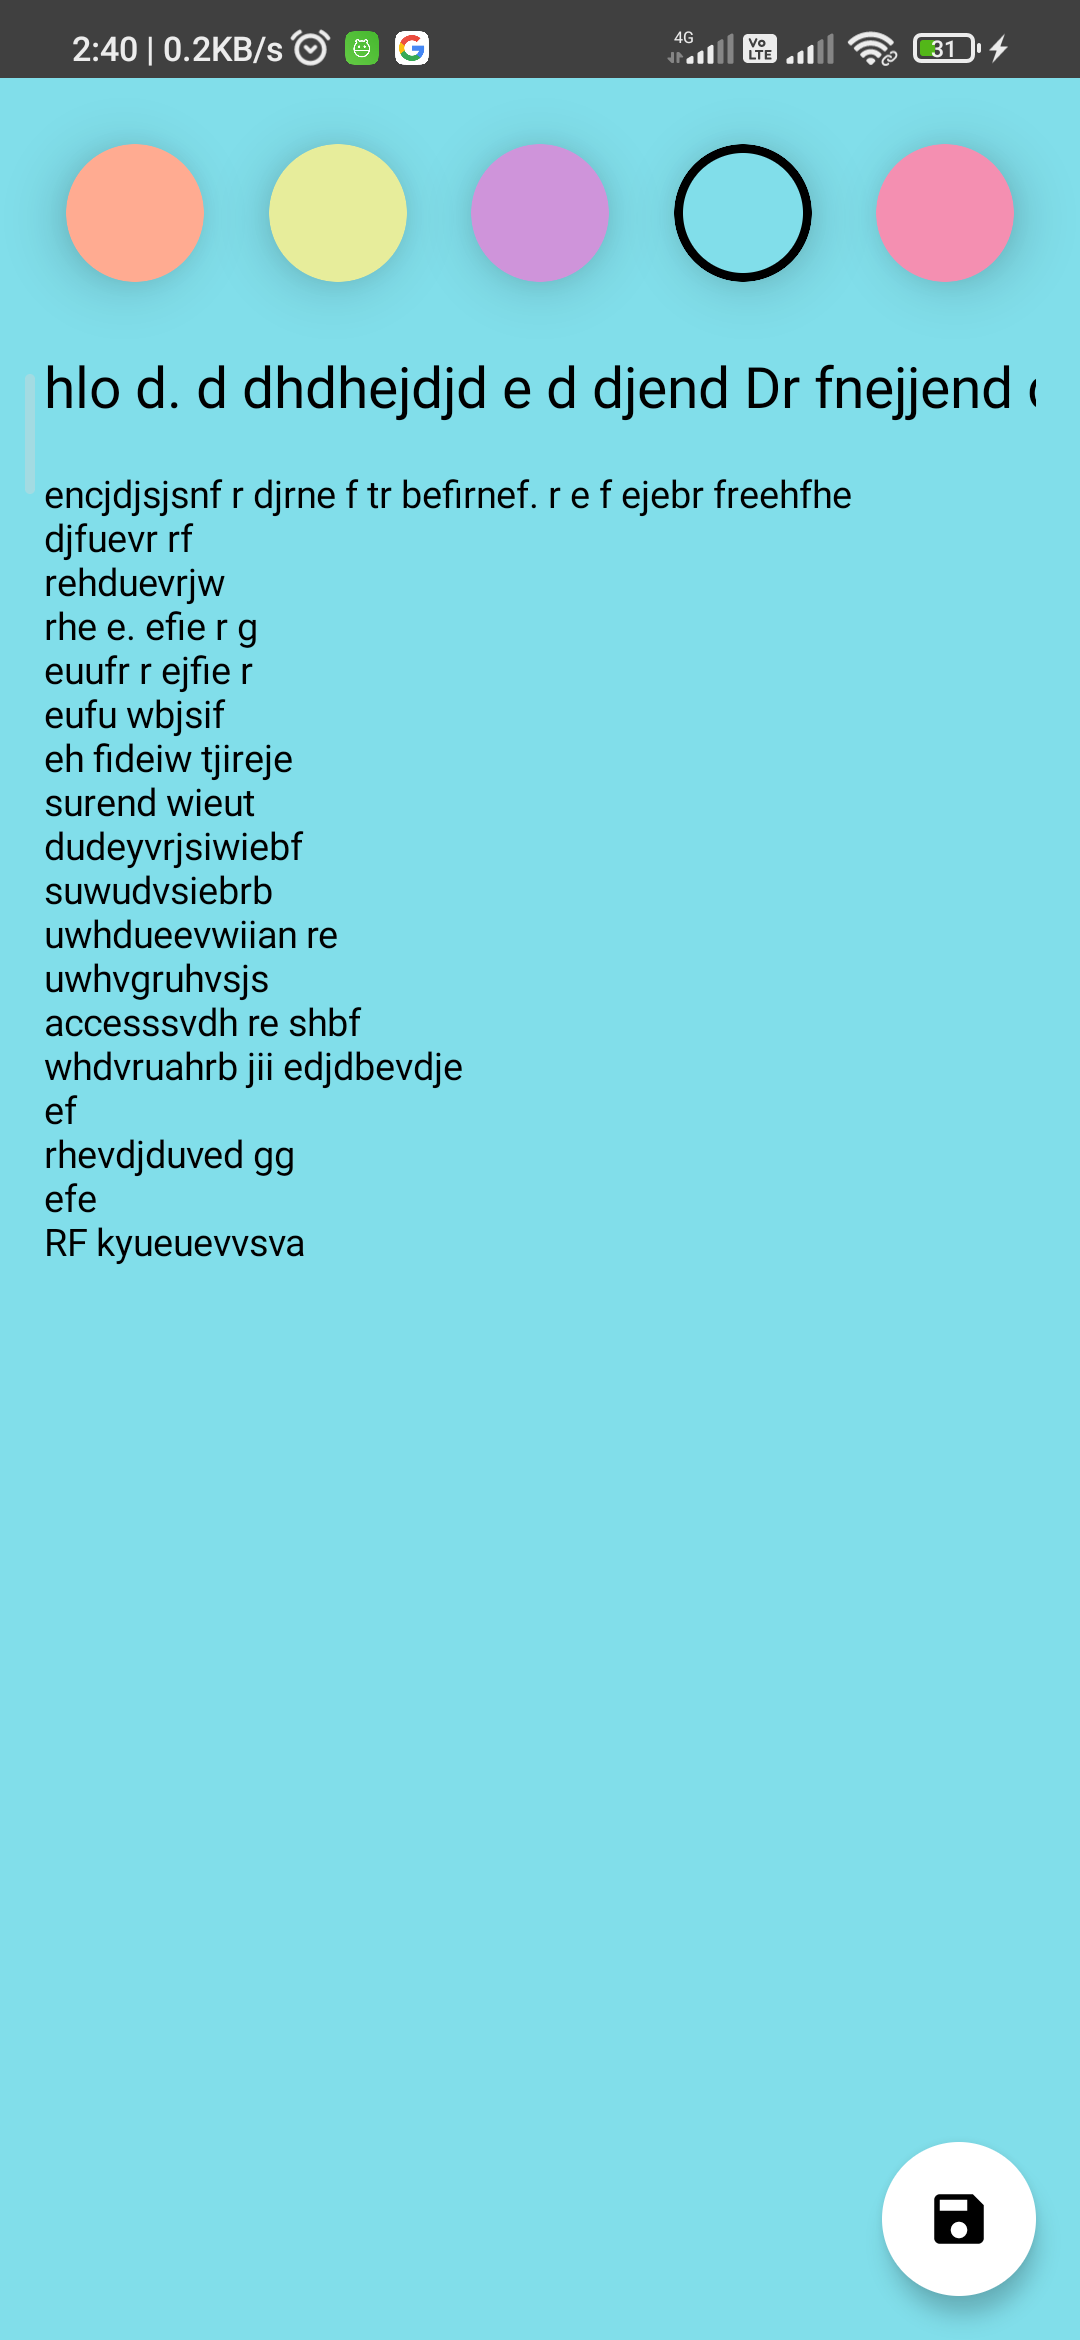 2:40 | 0.2KB/s
4G
Vo
LTE
31
hlo d. d dhdhejdjd e d djend Dr fnejjend
encjdjsjsnf r djrne f tr befirnef. r e f ejebr freehfhe
djfuevr rf
rehduevrjw
rhe e. efie r g
euufr r ejfie r
eufu wbjsif
eh fideiw tjireje
surend wieut
dudeyvrjsiwiebf
suwudvsiebrb
uwhdueevwiian re
uwhvgruhvsjs
accesssvdh re shbf
whdvruahrb jii edjdbevdje
ef
rhevdjduved gg
efe
RF kyueuevvsva